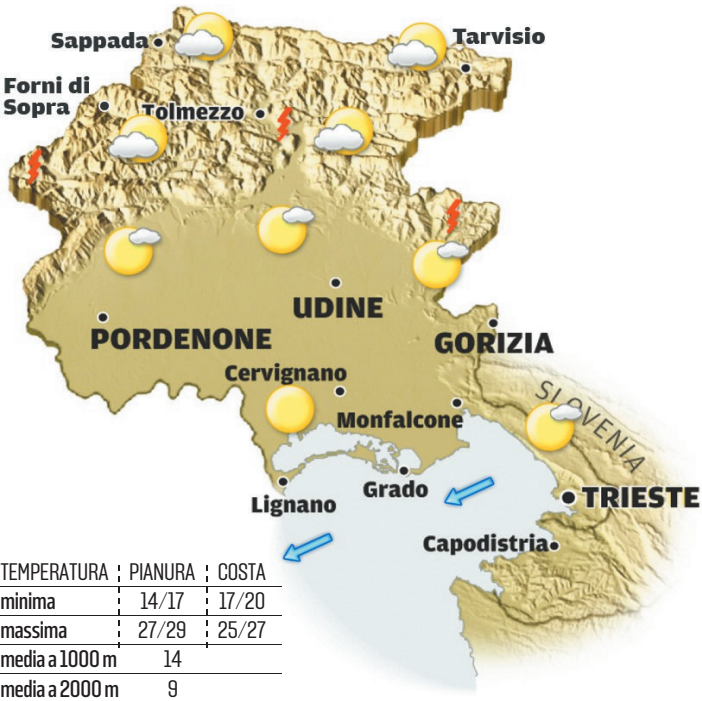 Sappada
Tarvisio
Forni di
Sopra
Tolmezzo
UDINE
PORDENONE
GORIZIA
Cervignano
SLOVENIA
Monfalcone
Grado
Lignano
TRIESTE
Capodistria
TEMPERATURA PIANURA COSTA
minima 14/17 17/20
massima 27/29 25/27
media a 1000 m 14
media a 2000 m 9